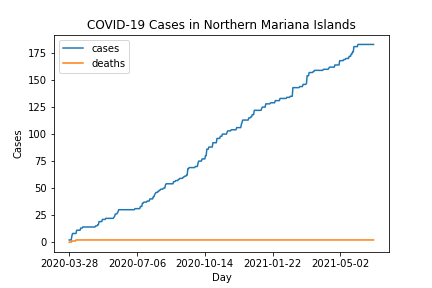 COVID-19 Cases in Northern Mariana Islands
cases
deaths
175
150
125
100
75
50
25
0
Cases
2020-03-28 2020-07-06 2020-10-14 2021-01-22 2021-05-02
Day